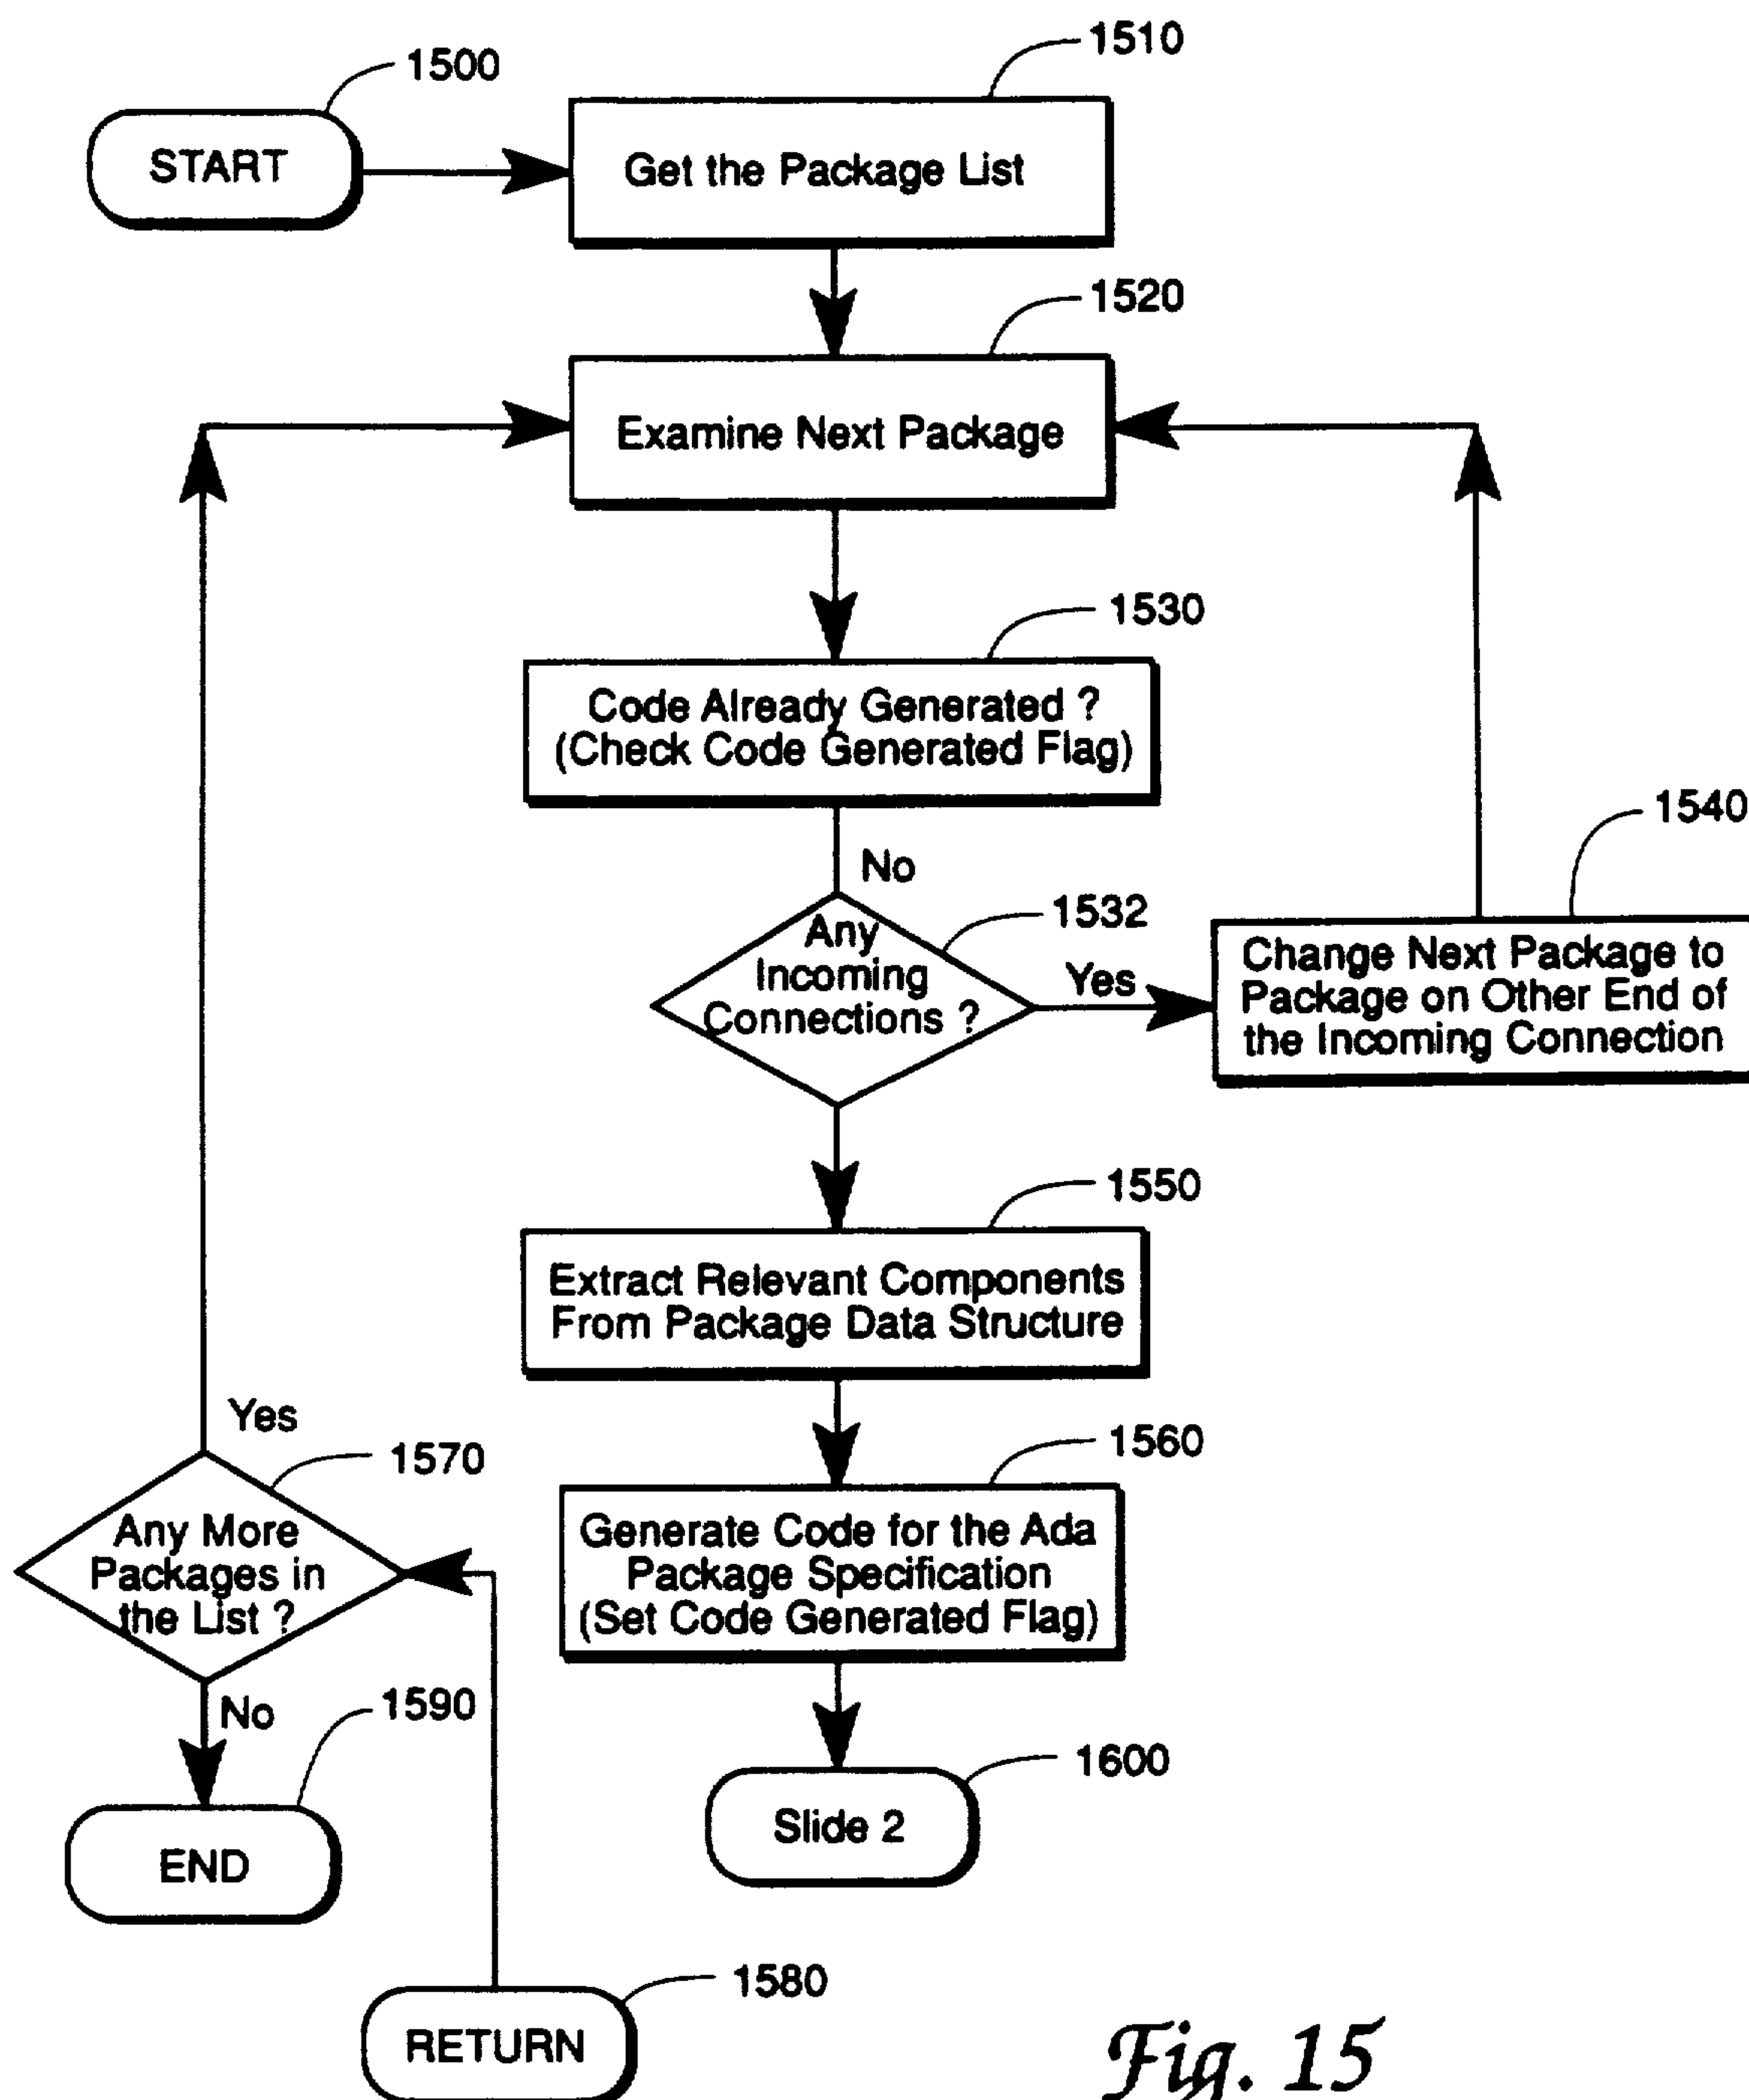 1500
START
1510
Get the Package List
1520
Examine Next Package
1530
Code Already Generated ?
(Check Code Generated Flag)
No
1532
Any
Incoming
Connections ?
Yes
1540
Change Next Package to
Package on Other End of
the Incoming Connection
1550
Extract Relevant Components
From Package Data Structure
1560
Generate Code for the Ada
Package Specification
(Set Code Generated Flag)
1600
Slide 2
Yes
1570
Any More
Packages in
the List ?
No
1590
END
1580
RETURN
Fig. 15